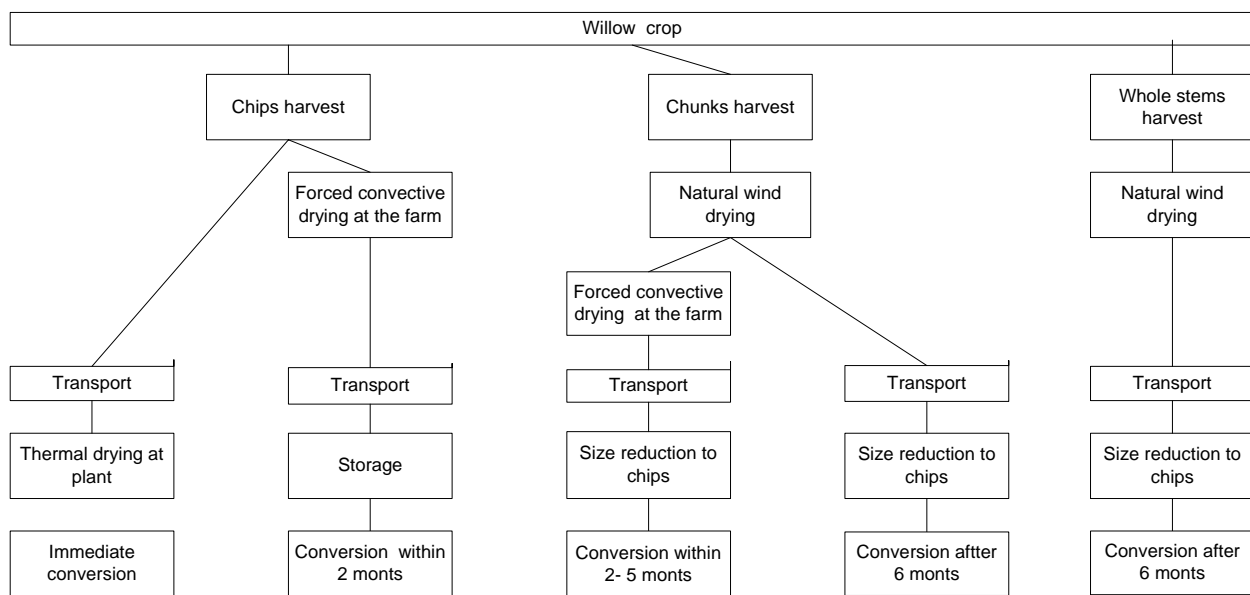 Willow crop
Chips harvest
Chunks harvest
Whole stems
harvest
Forced convective
drying at the farm
Natural wind
drying
Natural wind
drying
Forced convective
drying at the farm
Transport
Transport
Transport
Transport
Transport
Thermal drying at
plant
Storage
Size reduction to
chips
Size reduction to
chips
Size reduction to
chips
Immediate
conversion
Conversion within
2 monts
Conversion within
2- 5 monts
Conversion aftter
6 monts
Conversion after
6 monts